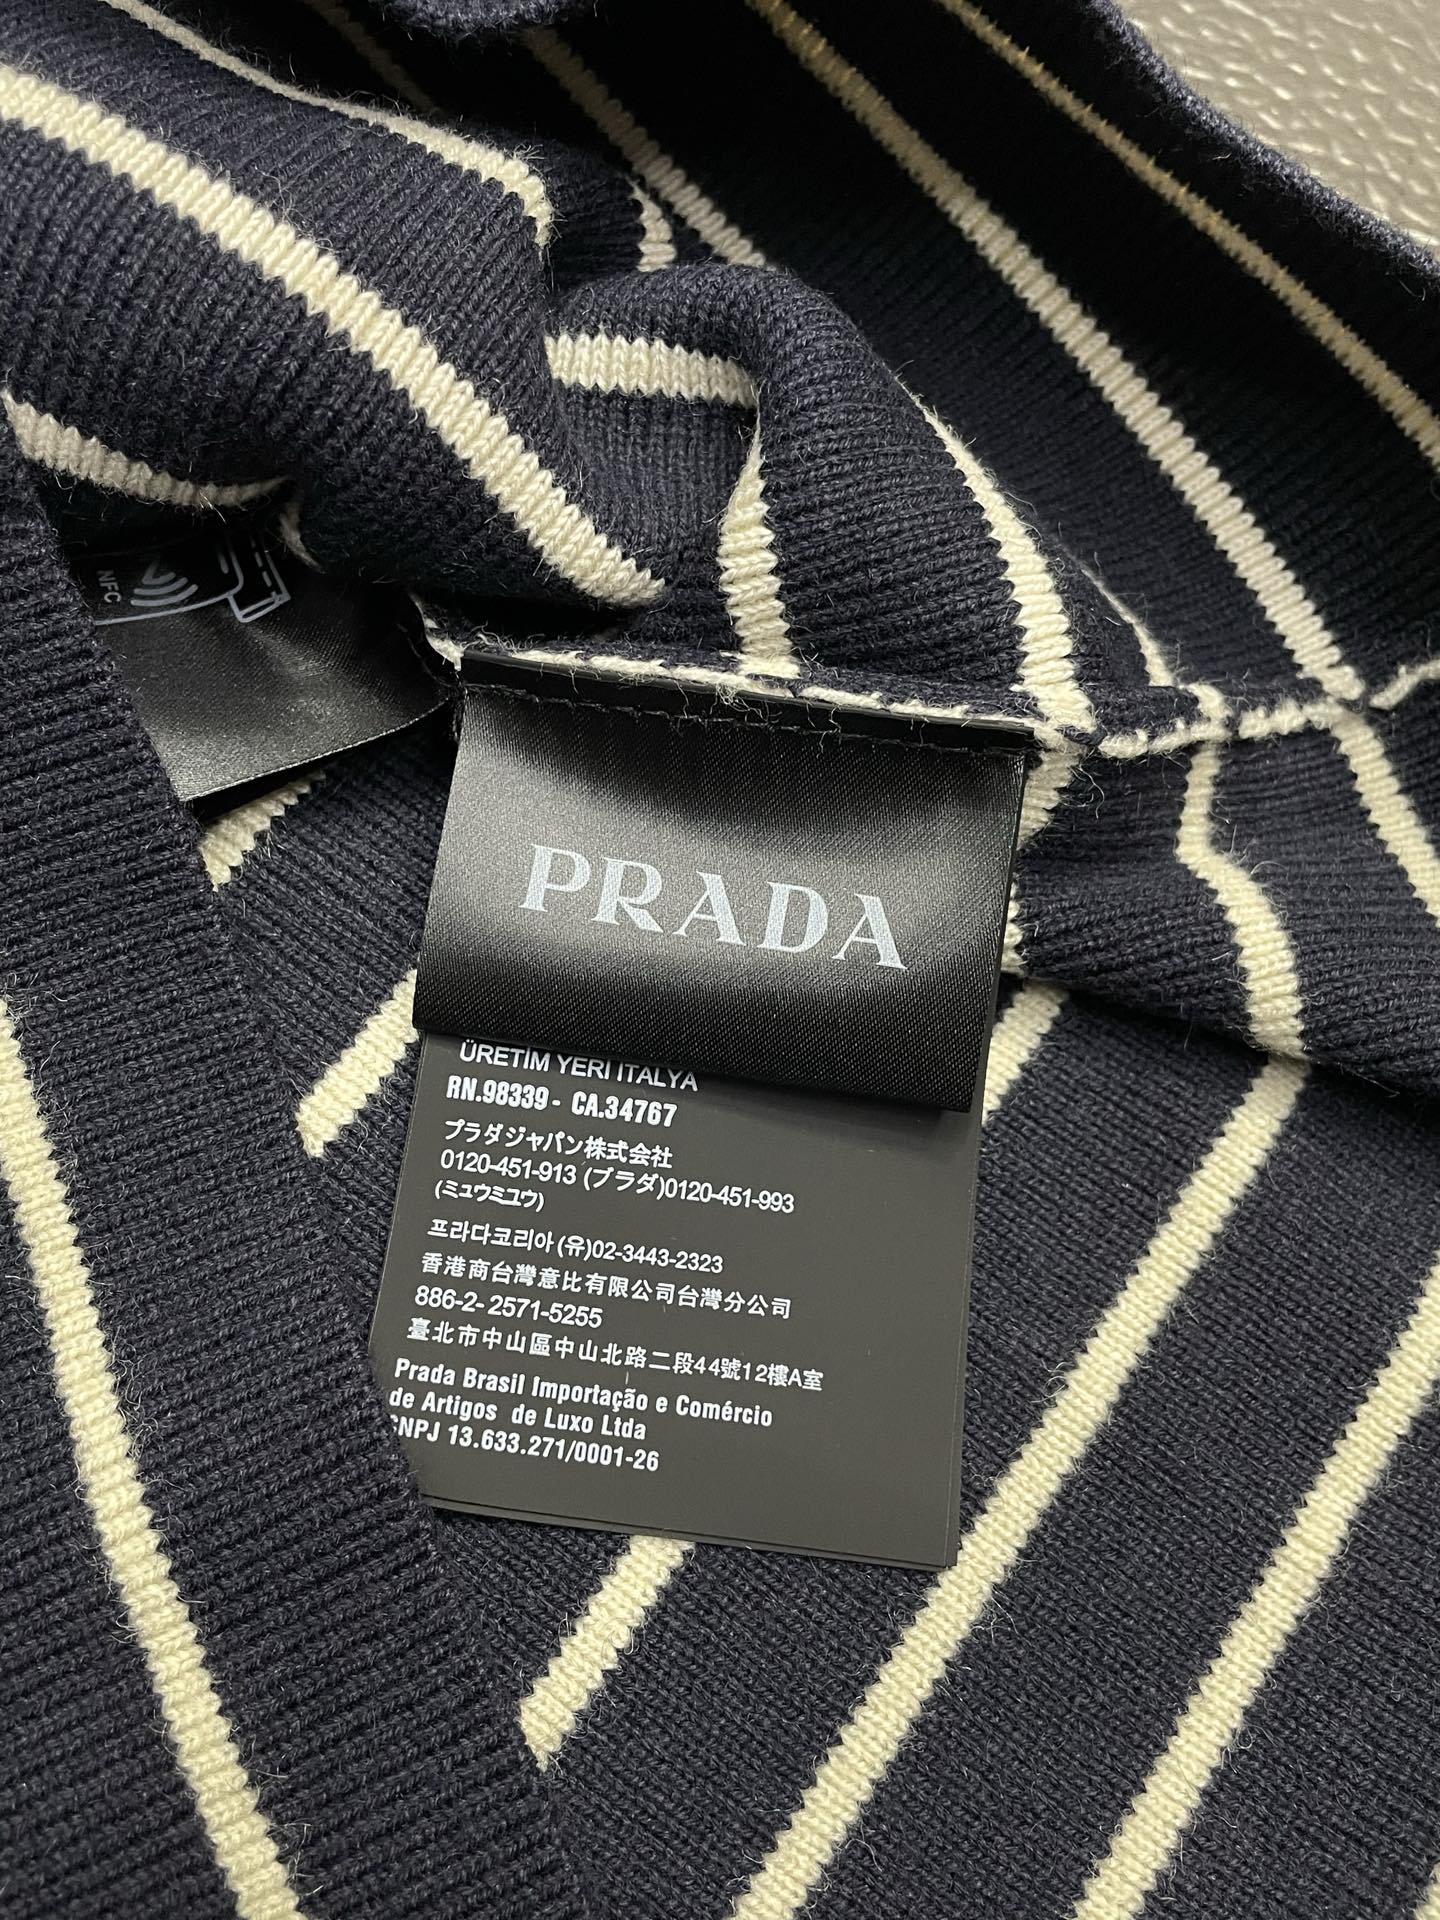 NFC
PRADA
ÜRETİM YERİ İTALYA
RN.98339 - CA.34767
プラダジャパン株式会社
0120-451-913 (プラダ)0120-451-993
(ミュウミュウ)
프라다코리아(유)02-3443-2323
香港商台灣意比有限公司台灣分公司
886-2-2571-5255
臺北市中山區中山北路二段44號12樓A室
Prada Brasil Importação e Comércio
de Artigos de Luxo Ltda
CNPJ 13.633.271/0001-26